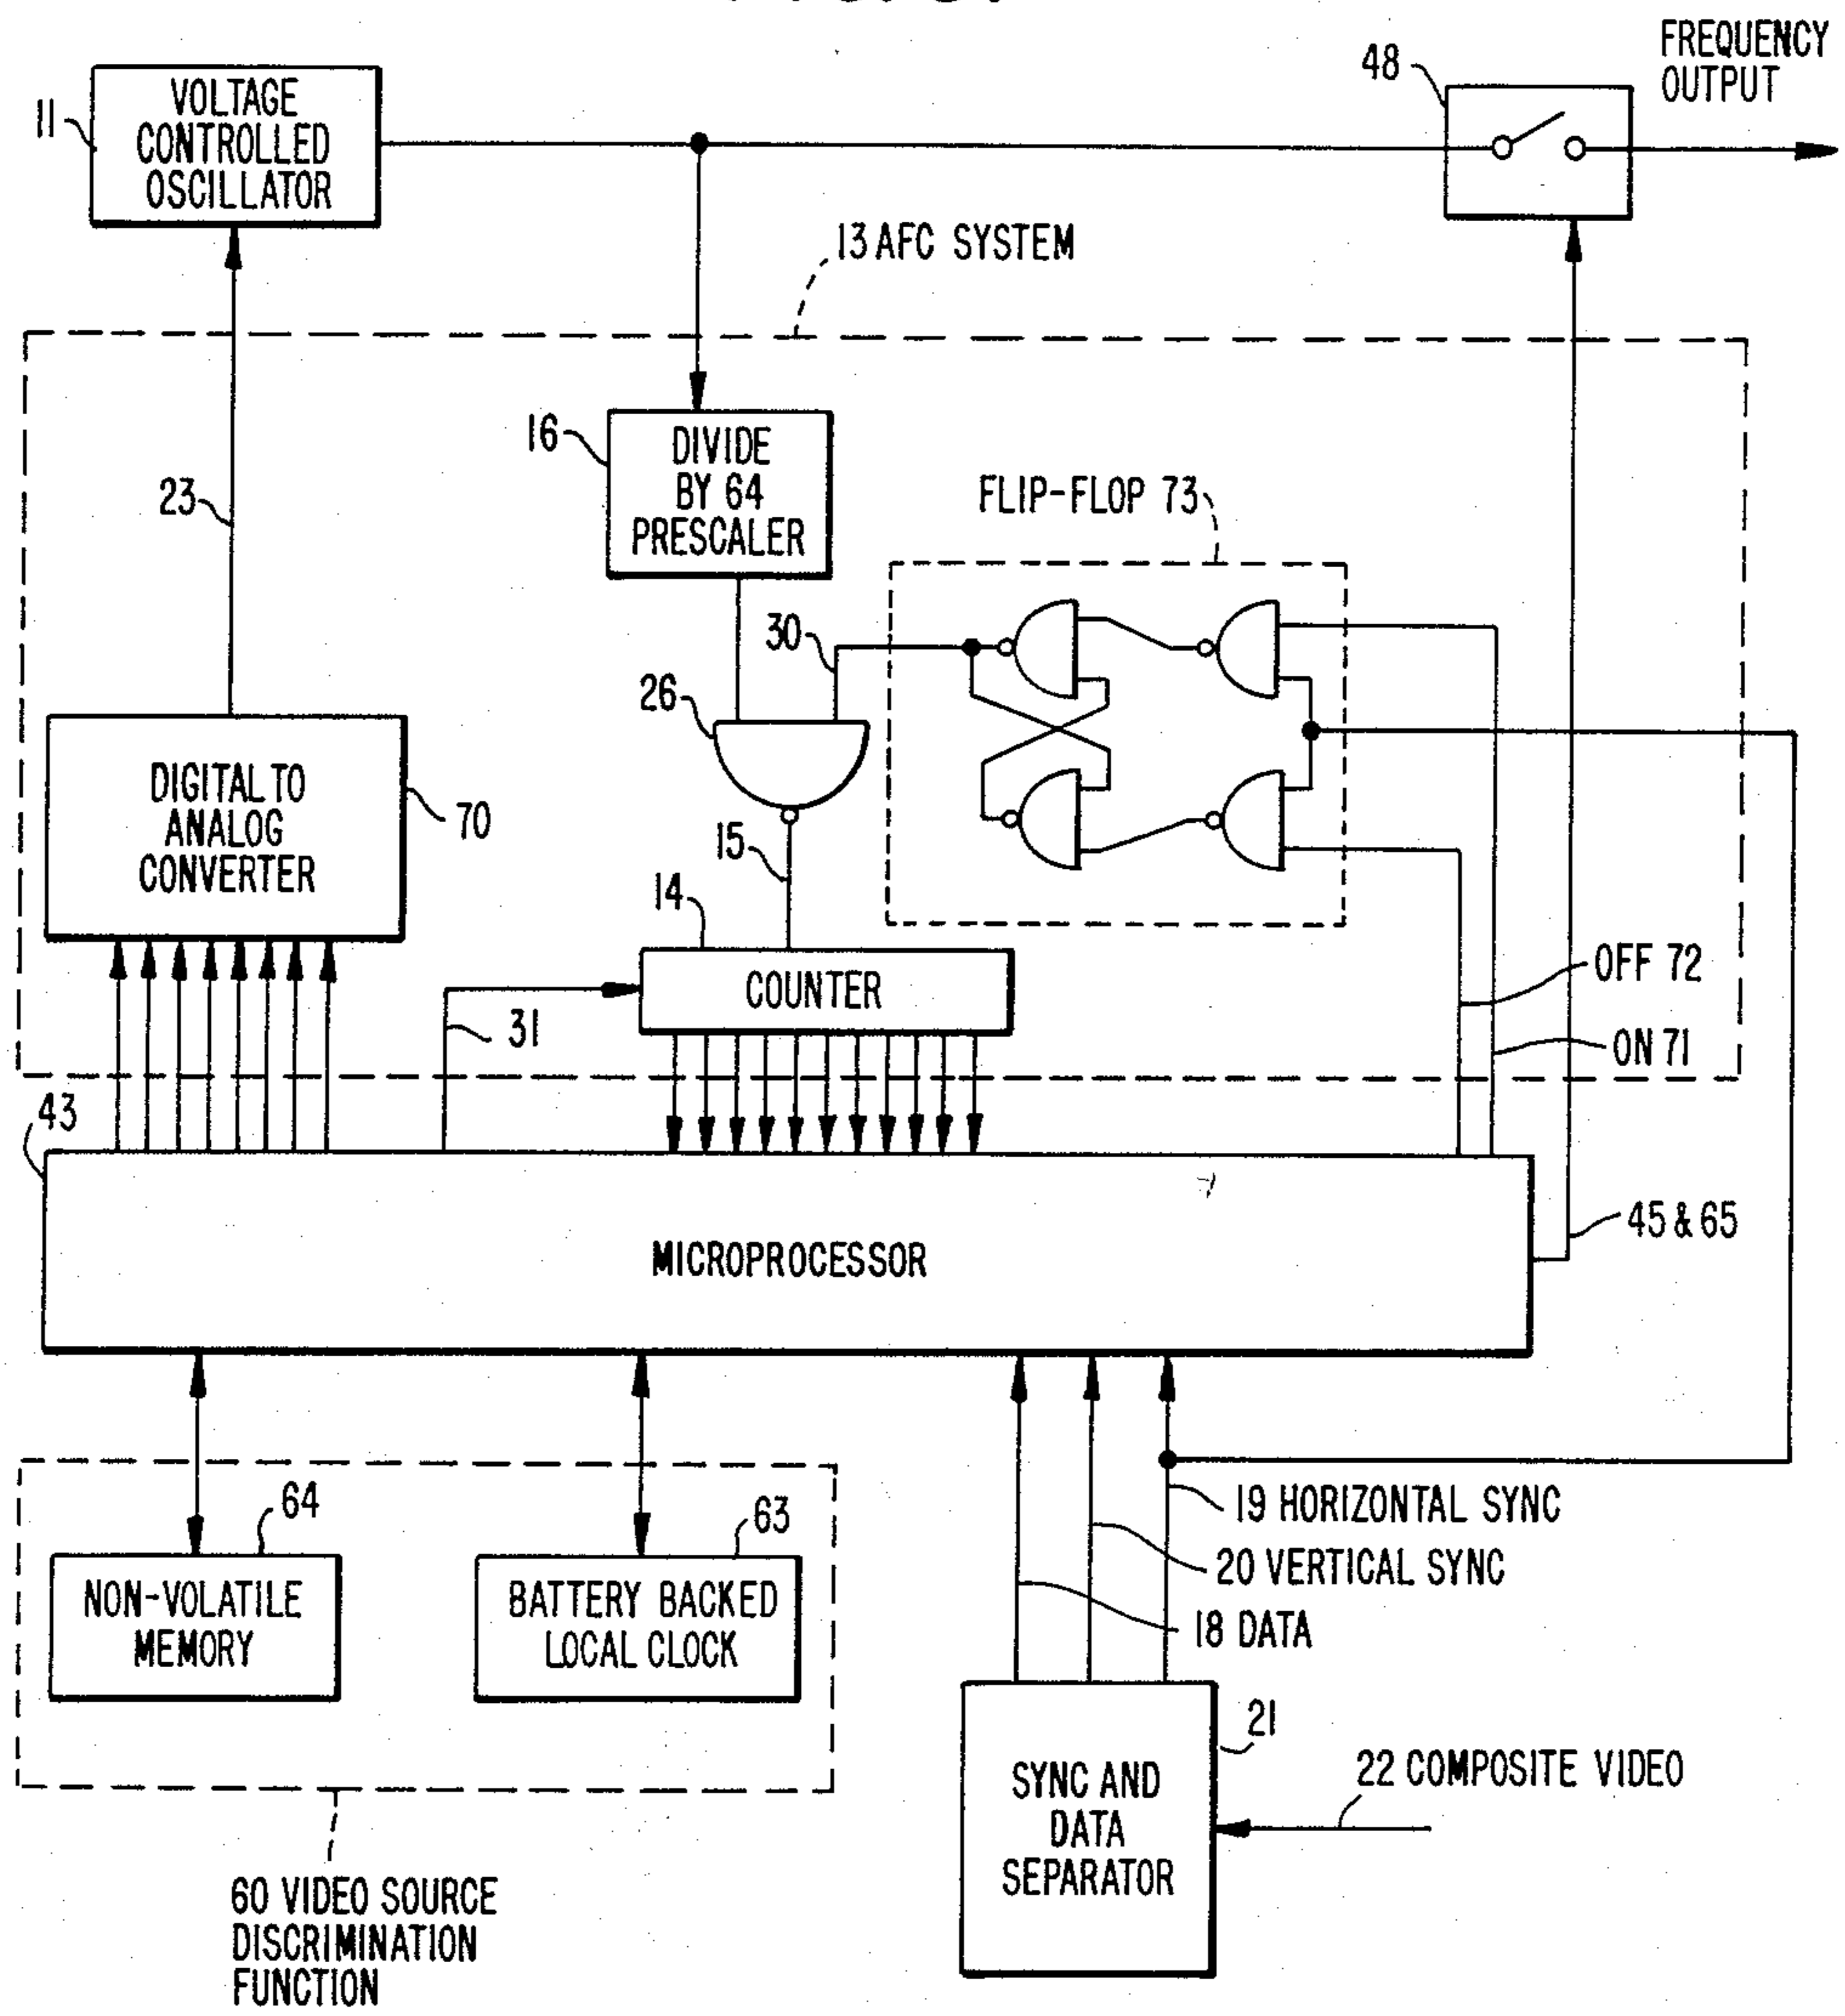 FREQUENCY
OUTPUT
48
11
VOLTAGE
CONTROLLED
OSCILLATOR
13 AFC SYSTEM
16
DIVIDE
BY 64
PRESCALER
FLIP-FLOP 73
23
30
26
DIGITAL TO
ANALOG
CONVERTER
70
15
14
COUNTER
OFF 72
31
ON 71
43
MICROPROCESSOR
45 & 65
64
63
19 HORIZONTAL SYNC
20 VERTICAL SYNC
18 DATA
NON-VOLATILE
MEMORY
BATTERY BACKED
LOCAL CLOCK
21
SYNC AND
DATA
SEPARATOR
22 COMPOSITE VIDEO
60 VIDEO SOURCE
DISCRIMINATION
FUNCTION